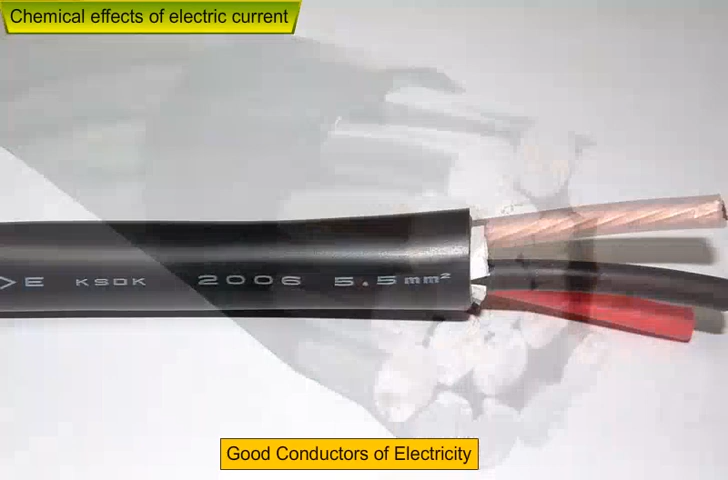 Chemical effects of electric current
>E KSDK 2006 5.5mm²
Good Conductors of Electricity